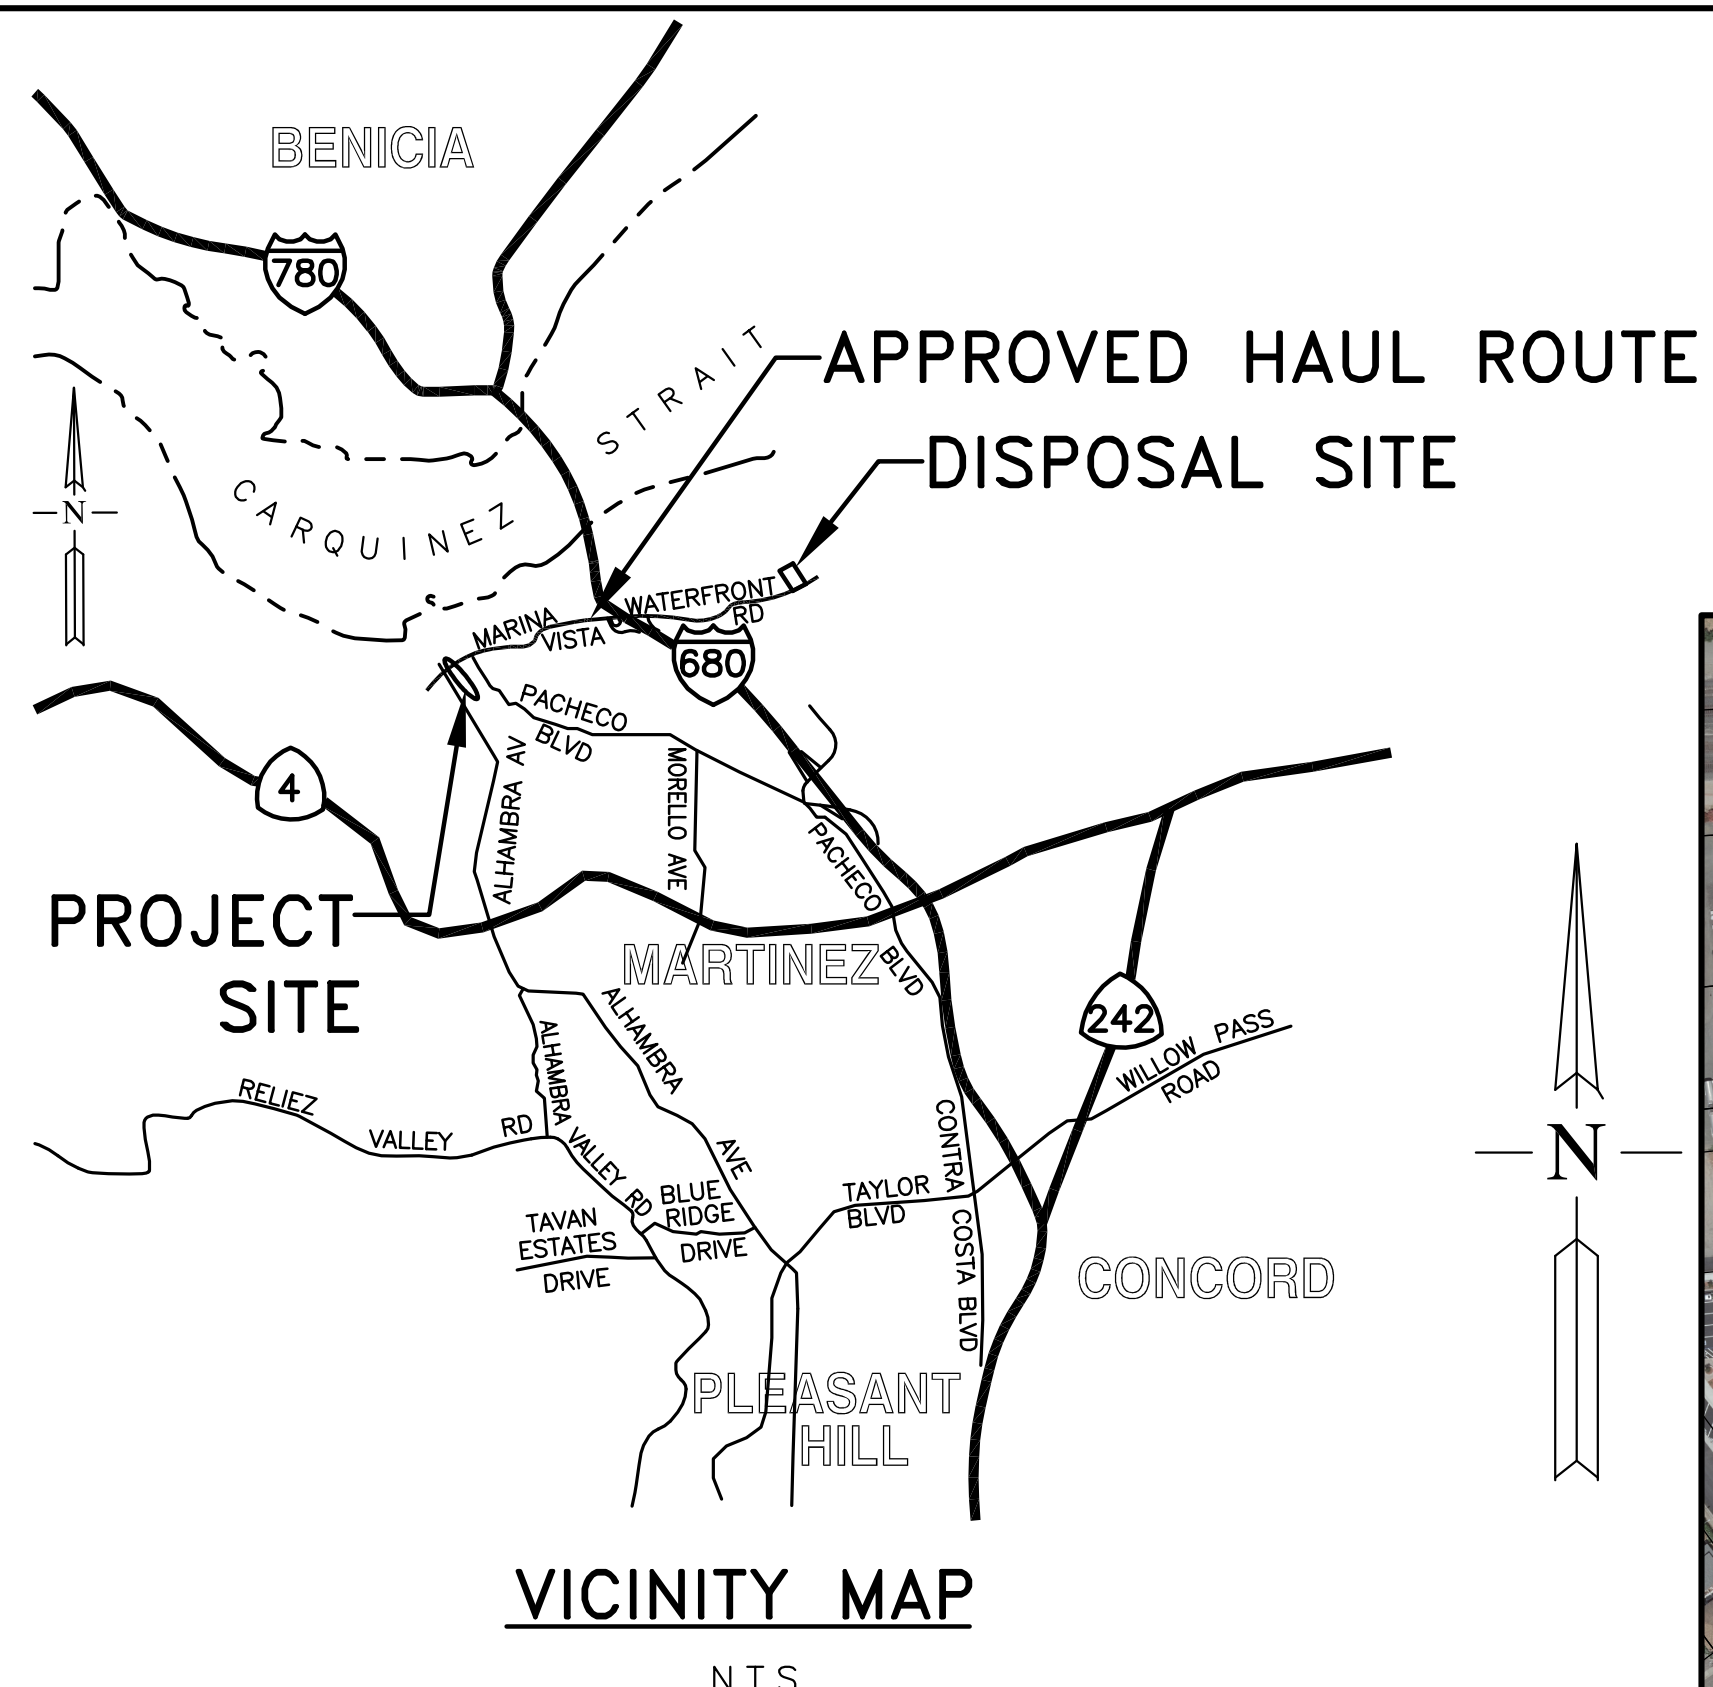 BENICIA
780
STRAIT
APPROVED HAUL ROUTE
DISPOSAL SITE
CARQUINEZ
N
WATERFRONT
RD
MARINA
VISTA
680
PACHECO
BLVD
4
ALHAMBRA AV
MORELLO AVE
PACHECO
BLVD
PROJECT
SITE
MARTINEZ
242
WILLOW PASS
ROAD
ALHAMBRA
AVE
ALHAMBRA
VALLEY RD
RELIEZ
VALLEY
RD
N
CONTRA
COSTA BLVD
TAYLOR
BLVD
BLUE
RIDGE
DRIVE
TAVAN
ESTATES
DRIVE
CONCORD
PLEASANT
HILL
VICINITY MAP
NTS